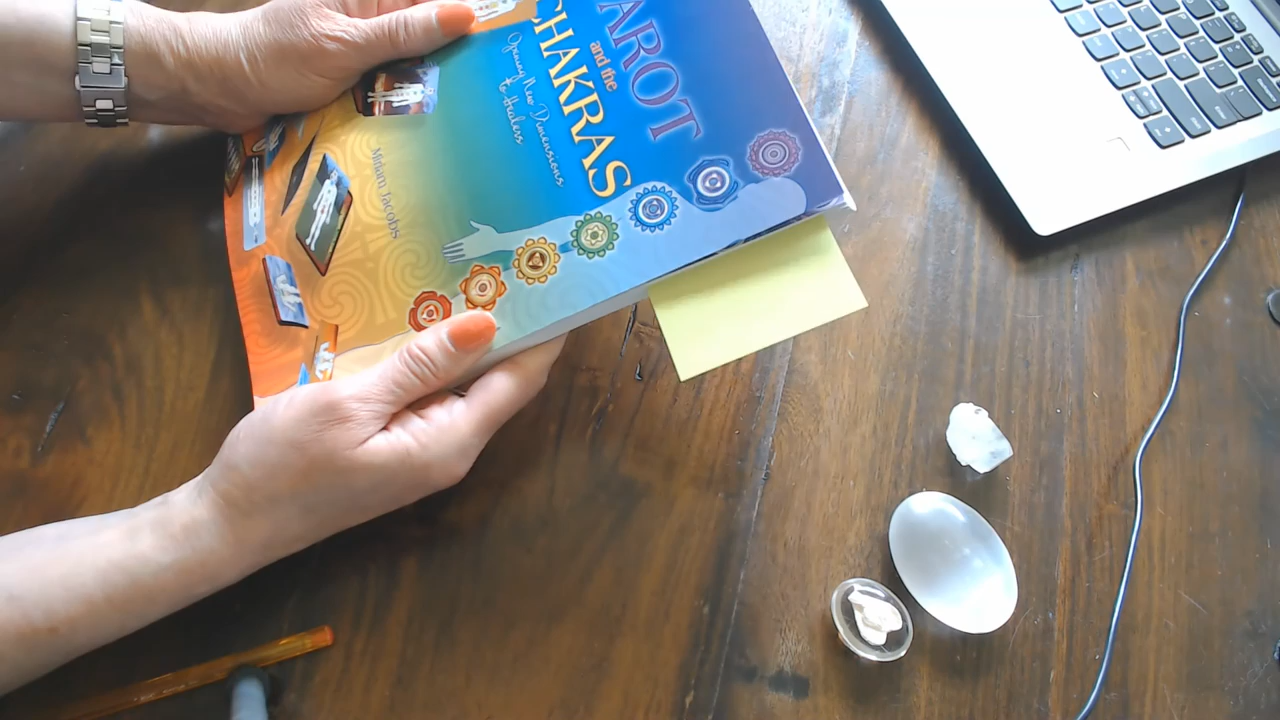 AROT
and the
CHAKRAS
Opening New Dimensions
to Healers
Miriam Jacobs